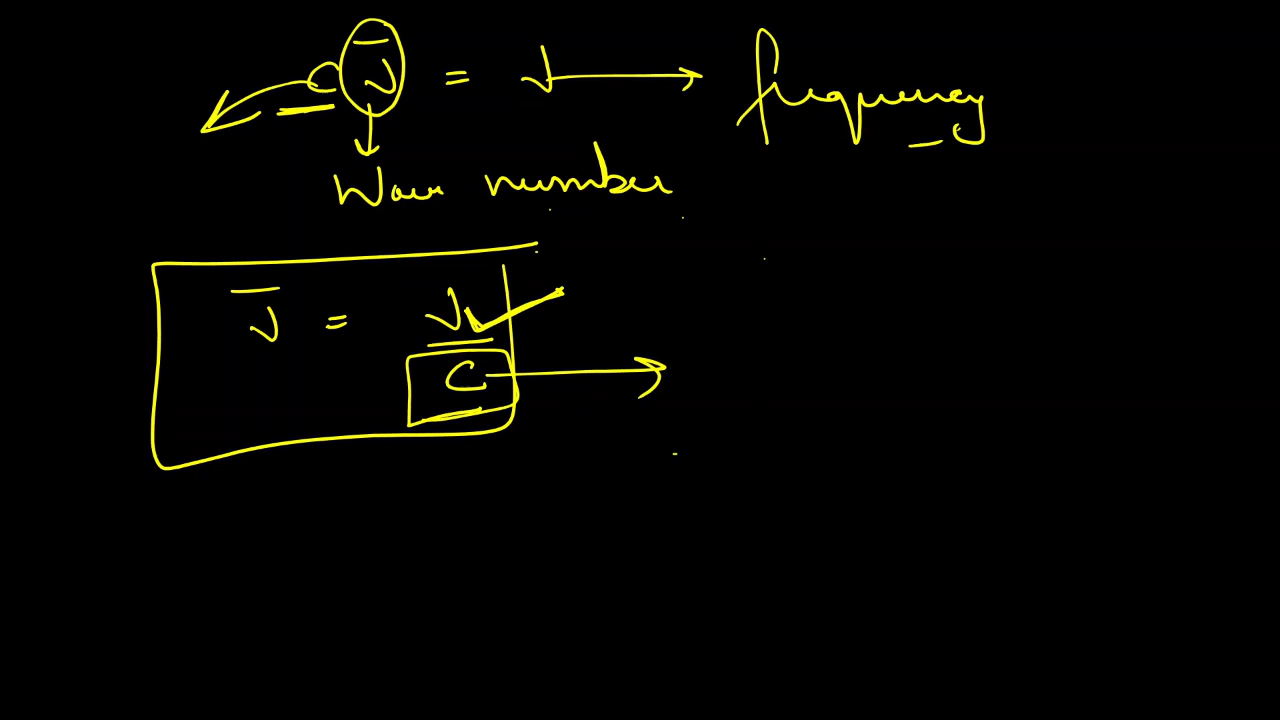 ν̅ = ν → frequency
Wave number
ν̅ = ν
C →